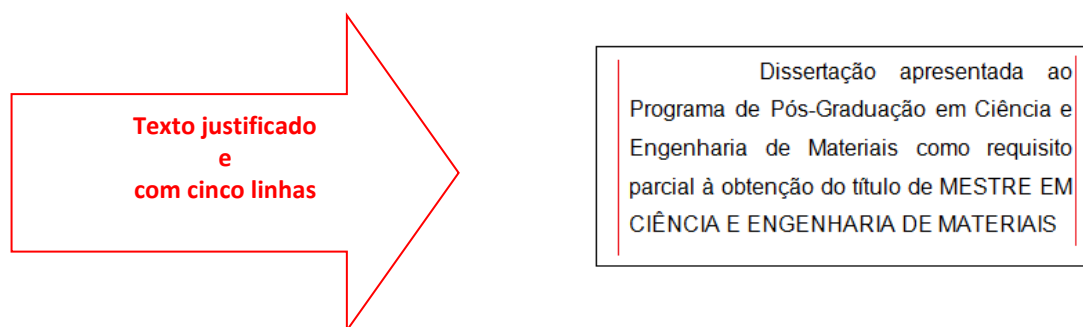 Texto justificado
e
com cinco linhas
Dissertação apresentada ao
Programa de Pós-Graduação em Ciência e
Engenharia de Materiais como requisito
parcial à obtenção do título de MESTRE EM
CIÊNCIA E ENGENHARIA DE MATERIAIS